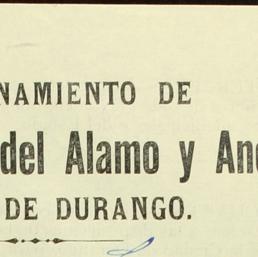 NAMIENTO DE
del Alamo y An
DE DURANGO.